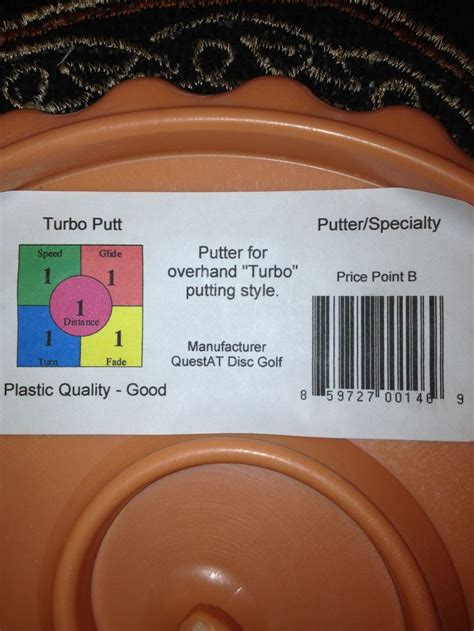 Turbo Putt
Putter/Specialty
Speed
Glide
1
1
1
Distance
1
1
Turn
Fade
Putter for
overhand "Turbo"
putting style.
Price Point B
Manufacturer
QuestAT Disc Golf
Plastic Quality - Good
8 59727 00148 9